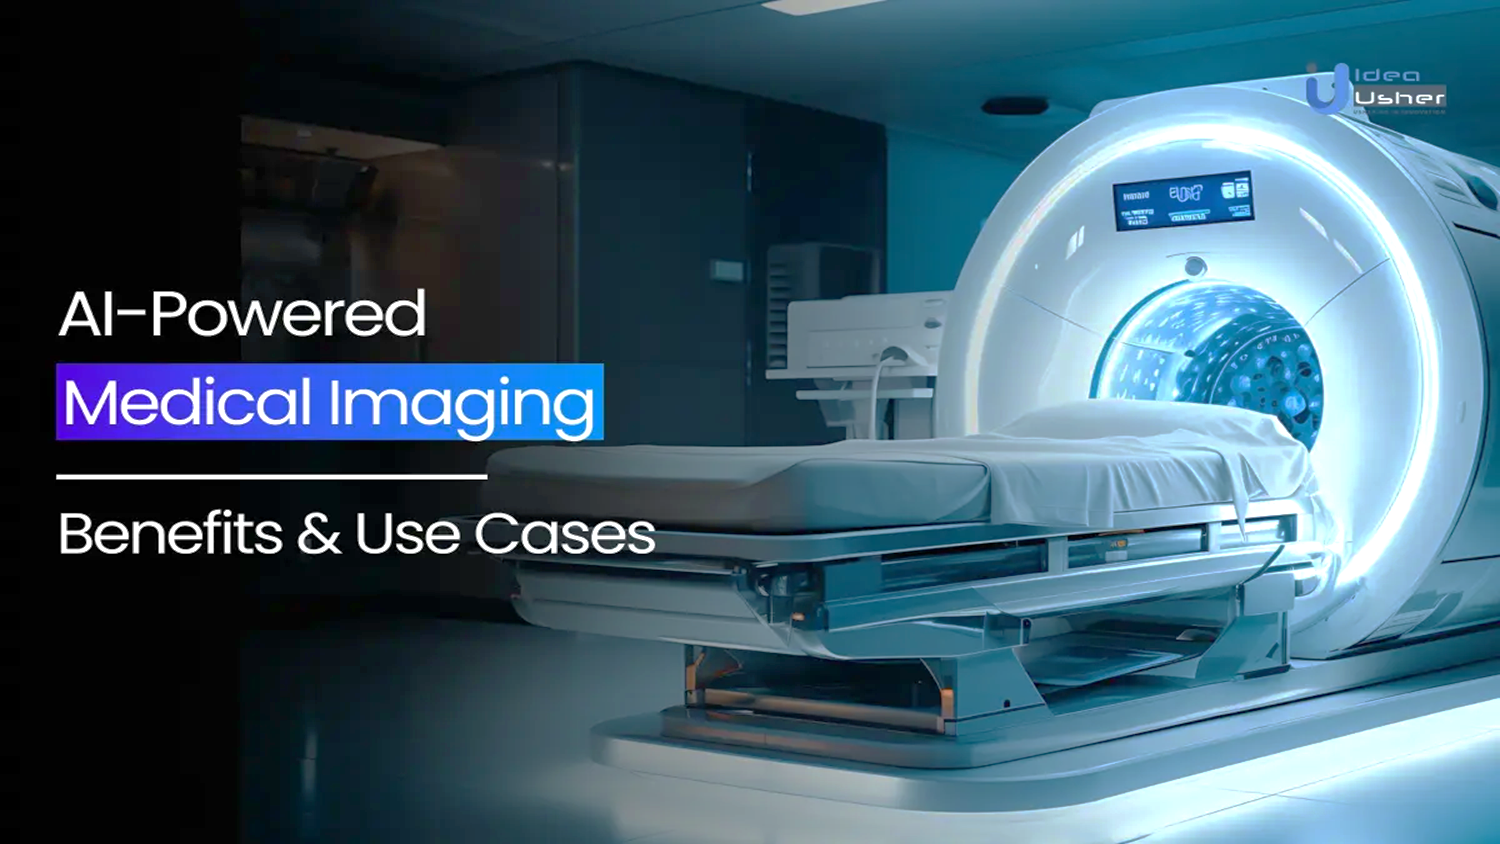 Idea
Usher
AI-Powered
Medical Imaging
Benefits & Use Cases